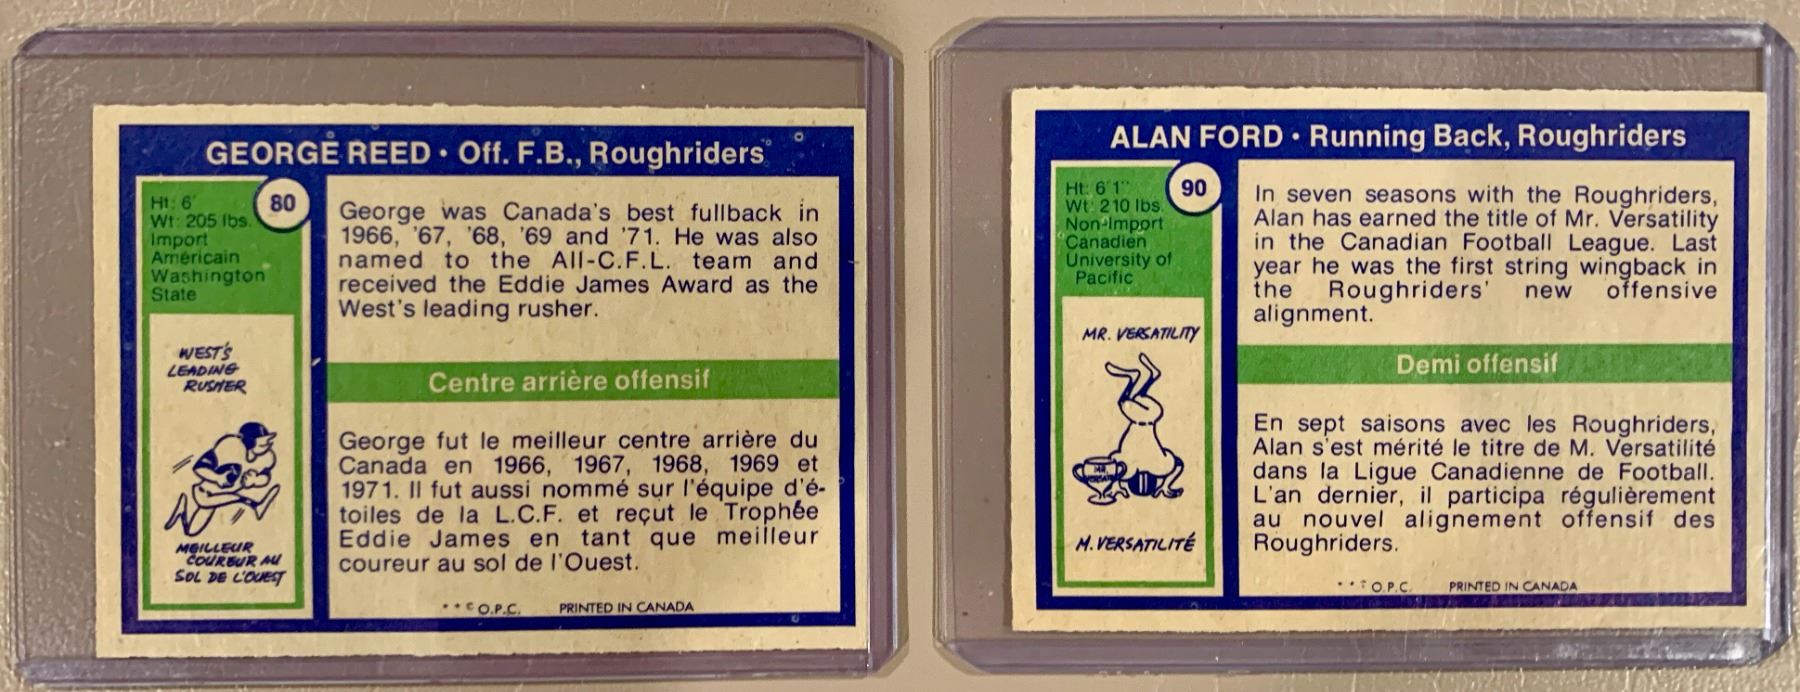 GEORGE REED • Off. F.B., Roughriders
Ht: 6'
Wt: 205 lbs.
Import
Américain
Washington
State
80
George was Canada's best fullback in
1966, '67, '68, '69 and '71. He was also
named to the All-C.F.L. team and
received the Eddie James Award as the
West's leading rusher.
WEST'S
LEADING
RUSHER
MEILLEUR
COUREUR AU
SOL DE L'OUEST
Centre arrière offensif
George fut le meilleur centre arrière du
Canada en 1966, 1967, 1968, 1969 et
1971. Il fut aussi nommé sur l'équipe d'é-
toiles de la L.C.F. et reçut le Trophée
Eddie James en tant que meilleur
coureur au sol de l'Ouest.
* * © O.P.C. PRINTED IN CANADA
ALAN FORD • Running Back, Roughriders
Ht: 6'1"
Wt: 210 lbs.
Non-Import
Canadien
University of
Pacific
90
In seven seasons with the Roughriders,
Alan has earned the title of Mr. Versatility
in the Canadian Football League. Last
year he was the first string wingback in
the Roughriders' new offensive
alignment.
MR. VERSATILITY
MR.
M. VERSATILITÉ
Demi offensif
En sept saisons avec les Roughriders,
Alan s'est mérité le titre de M. Versatilité
dans la Ligue Canadienne de Football.
L'an dernier, il participa régulièrement
au nouvel alignement offensif des
Roughriders.
O.P.C. PRINTED IN CANADA